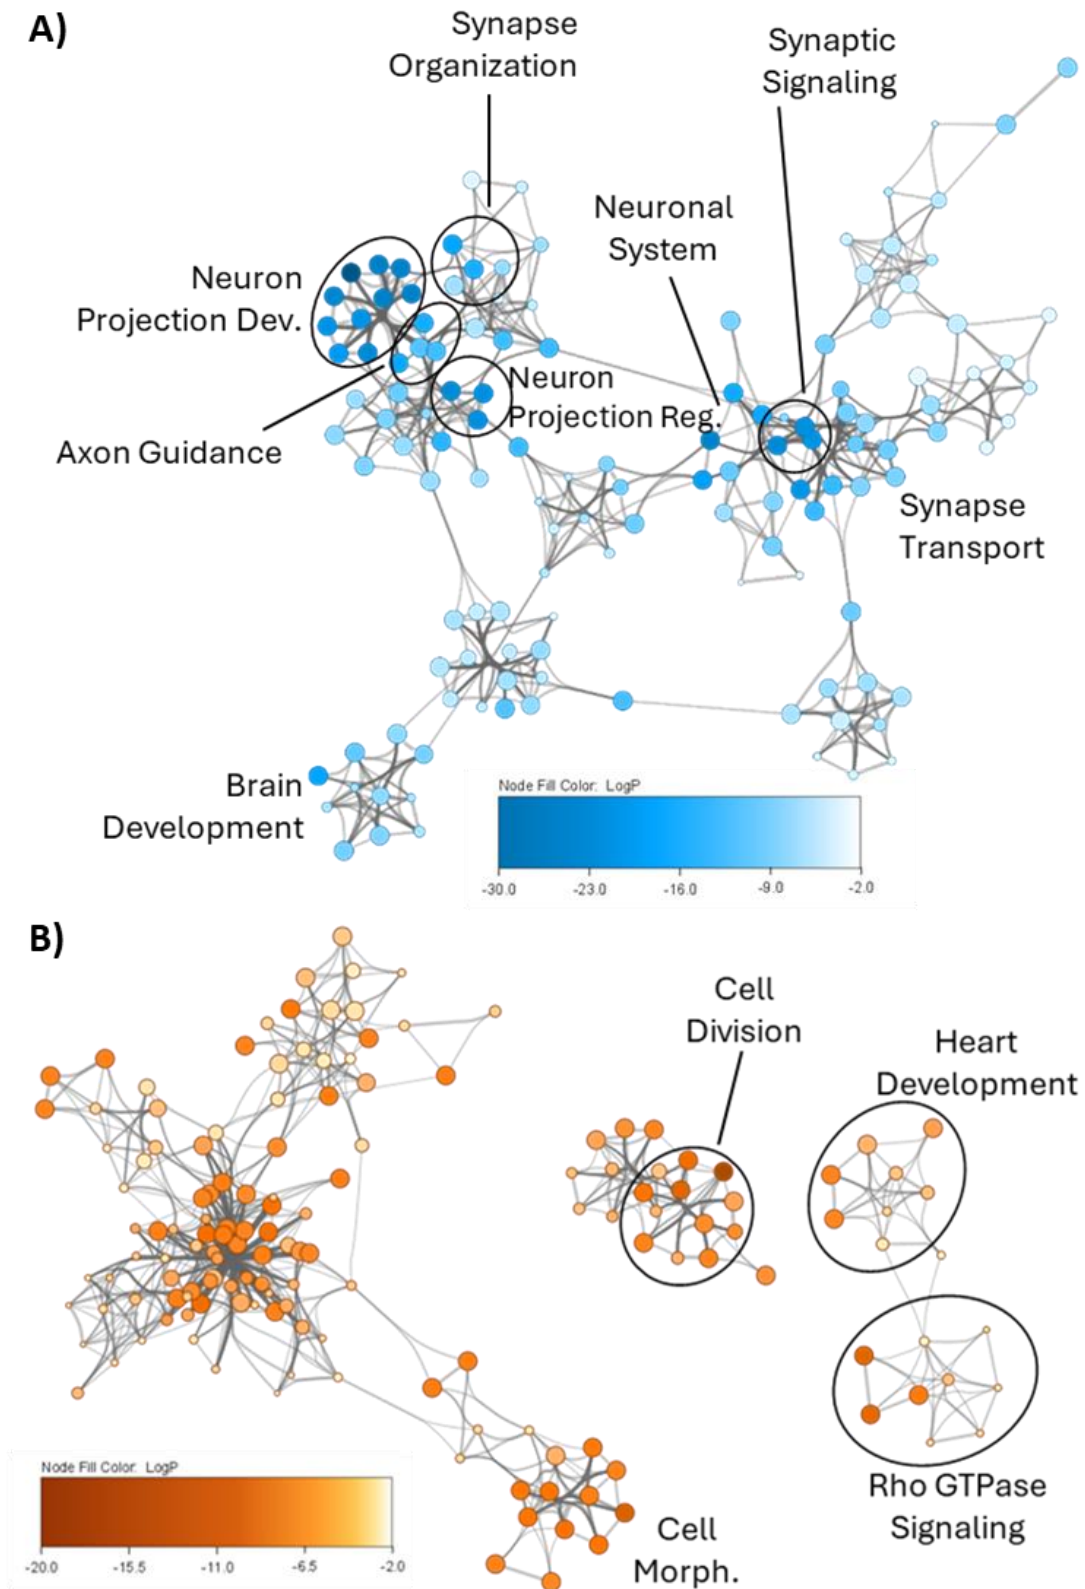 A)
Synapse
Organization
Synaptic
Signaling
Neuronal
System
Neuron
Projection Dev.
Neuron
Projection Reg.
Axon Guidance
Synapse
Transport
Brain
Development
Node Fill Color: LogP
-30.0 -23.0 -16.0 -9.0 -2.0
B)
Cell
Division
Heart
Development
Node Fill Color: LogP
-20.0 -15.5 -11.0 -6.5 -2.0
Rho GTPase
Signaling
Cell
Morph.